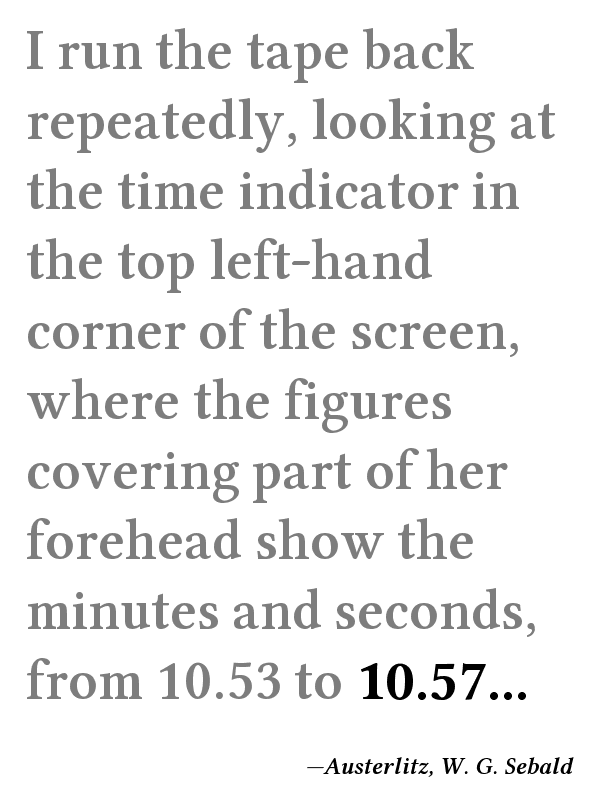 I run the tape back
repeatedly, looking at
the time indicator in
the top left-hand
corner of the screen,
where the figures
covering part of her
forehead show the
minutes and seconds,
from 10.53 to 10.57...
—Austerlitz, W. G. Sebald